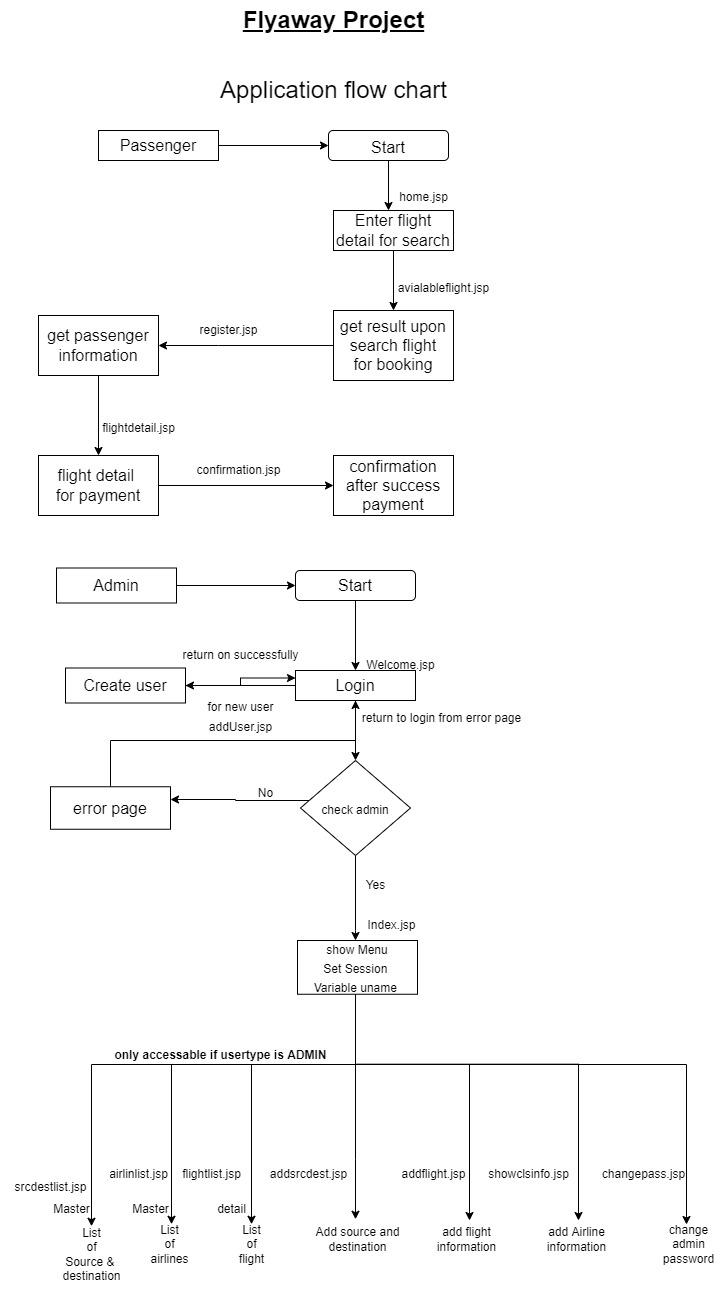 Flyaway Project
Application flow chart
Passenger
Start
home.jsp
Enter flight
detail for search
avialableflight.jsp
get result upon
search flight
for booking
register.jsp
get passenger
information
flightdetail.jsp
flight detail
for payment
confirmation.jsp
confirmation
after success
payment
Admin
Start
Welcome.jsp
return on successfully
Create user
Login
for new user
addUser.jsp
return to login from error page
error page
No
check admin
Yes
Index.jsp
show Menu
Set Session
Variable uname
only accessable if usertype is ADMIN
srcdestlist.jsp
airlinlist.jsp
flightlist.jsp
addsrcdest.jsp
addflight.jsp
showclsinfo.jsp
changepass.jsp
Master
List
of
Source &
destination
Master
List
of
airlines
detail
List
of
flight
Add source and
destination
add flight
information
add Airline
information
change
admin
password